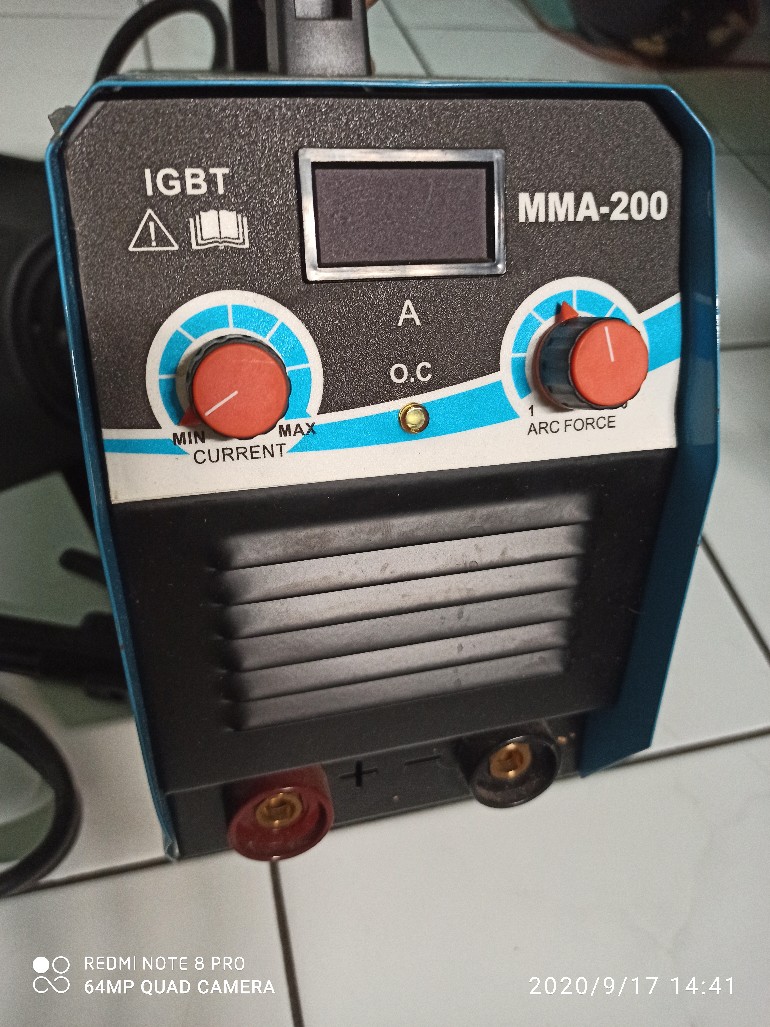 IGBT
MMA-200
A
O.C
MIN
MAX
CURRENT
1
ARC FORCE
+
−
REDMI NOTE 8 PRO
64MP QUAD CAMERA
2020/9/17 14:41